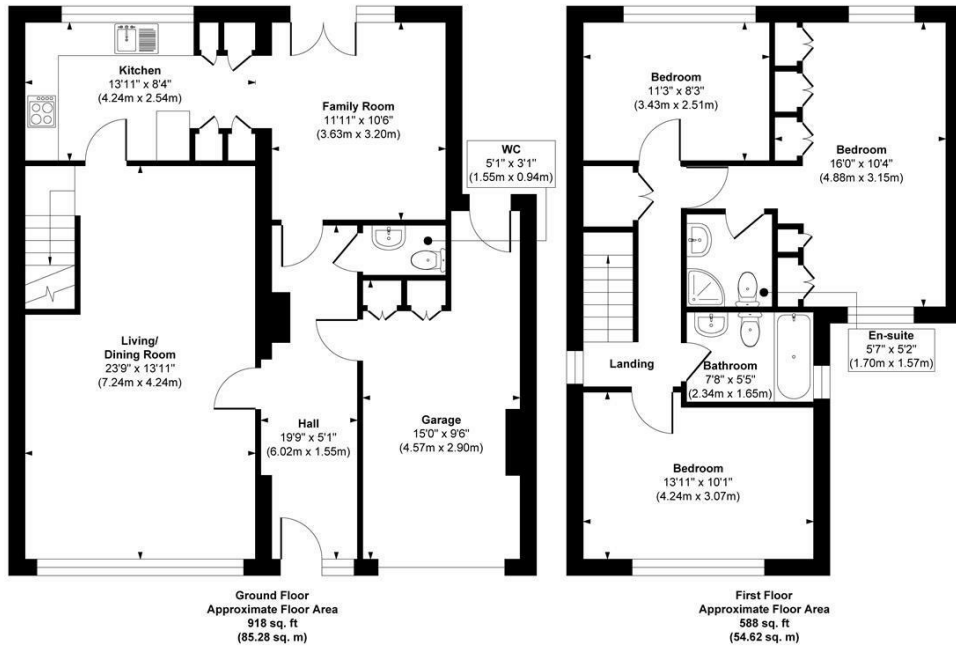 Kitchen
13'11" x 8'4"
(4.24m x 2.54m)
Family Room
11'11" x 10'6"
(3.63m x 3.20m)
WC
5'1" x 3'1"
(1.55m x 0.94m)
Living/
Dining Room
23'9" x 13'11"
(7.24m x 4.24m)
Hall
19'9" x 5'1"
(6.02m x 1.55m)
Garage
15'0" x 9'6"
(4.57m x 2.90m)
Ground Floor
Approximate Floor Area
918 sq. ft
(85.28 sq. m)
Bedroom
11'3" x 8'3"
(3.43m x 2.51m)
Bedroom
16'0" x 10'4"
(4.88m x 3.15m)
En-suite
5'7" x 5'2"
(1.70m x 1.57m)
Landing
Bathroom
7'8" x 5'5"
(2.34m x 1.65m)
Bedroom
13'11" x 10'1"
(4.24m x 3.07m)
First Floor
Approximate Floor Area
588 sq. ft
(54.62 sq. m)